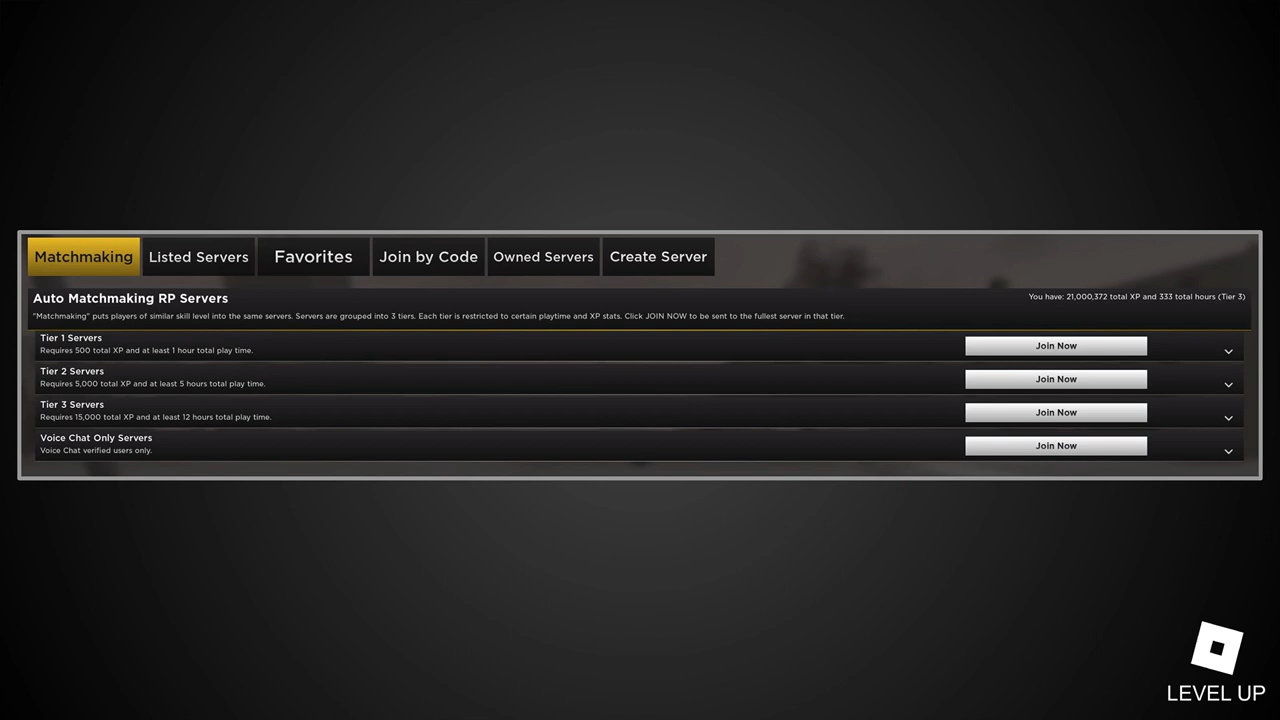 Matchmaking
Listed Servers
Favorites
Join by Code
Owned Servers
Create Server
Auto Matchmaking RP Servers
You have: 21,000,372 total XP and 333 total hours (Tier 3)
"Matchmaking" puts players of similar skill level into the same servers. Servers are grouped into 3 tiers. Each tier is restricted to certain playtime and XP stats. Click JOIN NOW to be sent to the fullest server in that tier.
Tier 1 Servers
Requires 500 total XP and at least 1 hour total play time.
Join Now
Tier 2 Servers
Requires 5,000 total XP and at least 5 hours total play time.
Join Now
Tier 3 Servers
Requires 15,000 total XP and at least 12 hours total play time.
Join Now
Voice Chat Only Servers
Voice Chat verified users only.
Join Now
LEVEL UP